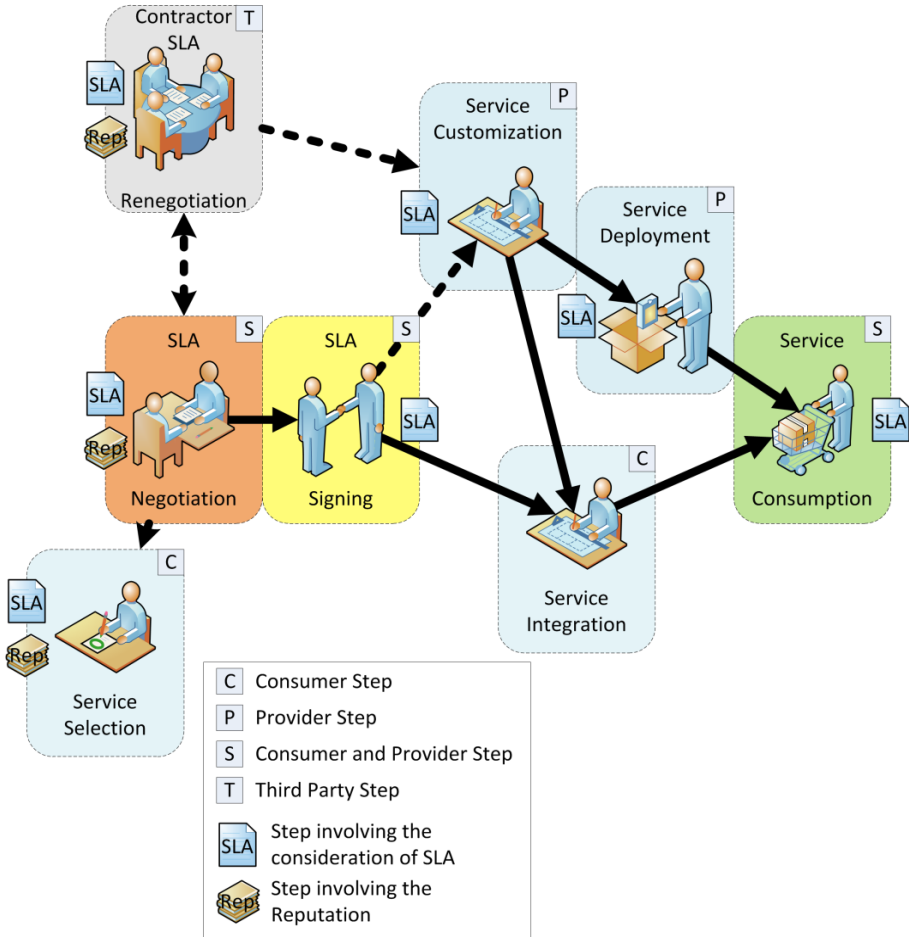 Contractor
SLA
T
SLA
Rep
Renegotiation
Service
Customization
P
SLA
Service
Deployment
P
SLA
SLA
Negotiation
S
SLA
Rep
SLA
Signing
S
SLA
Service
Consumption
S
SLA
C
Service
Integration
C
SLA
Rep
Service
Selection
C Consumer Step
P Provider Step
S Consumer and Provider Step
T Third Party Step
SLA Step involving the
consideration of SLA
Rep Step involving the
Reputation